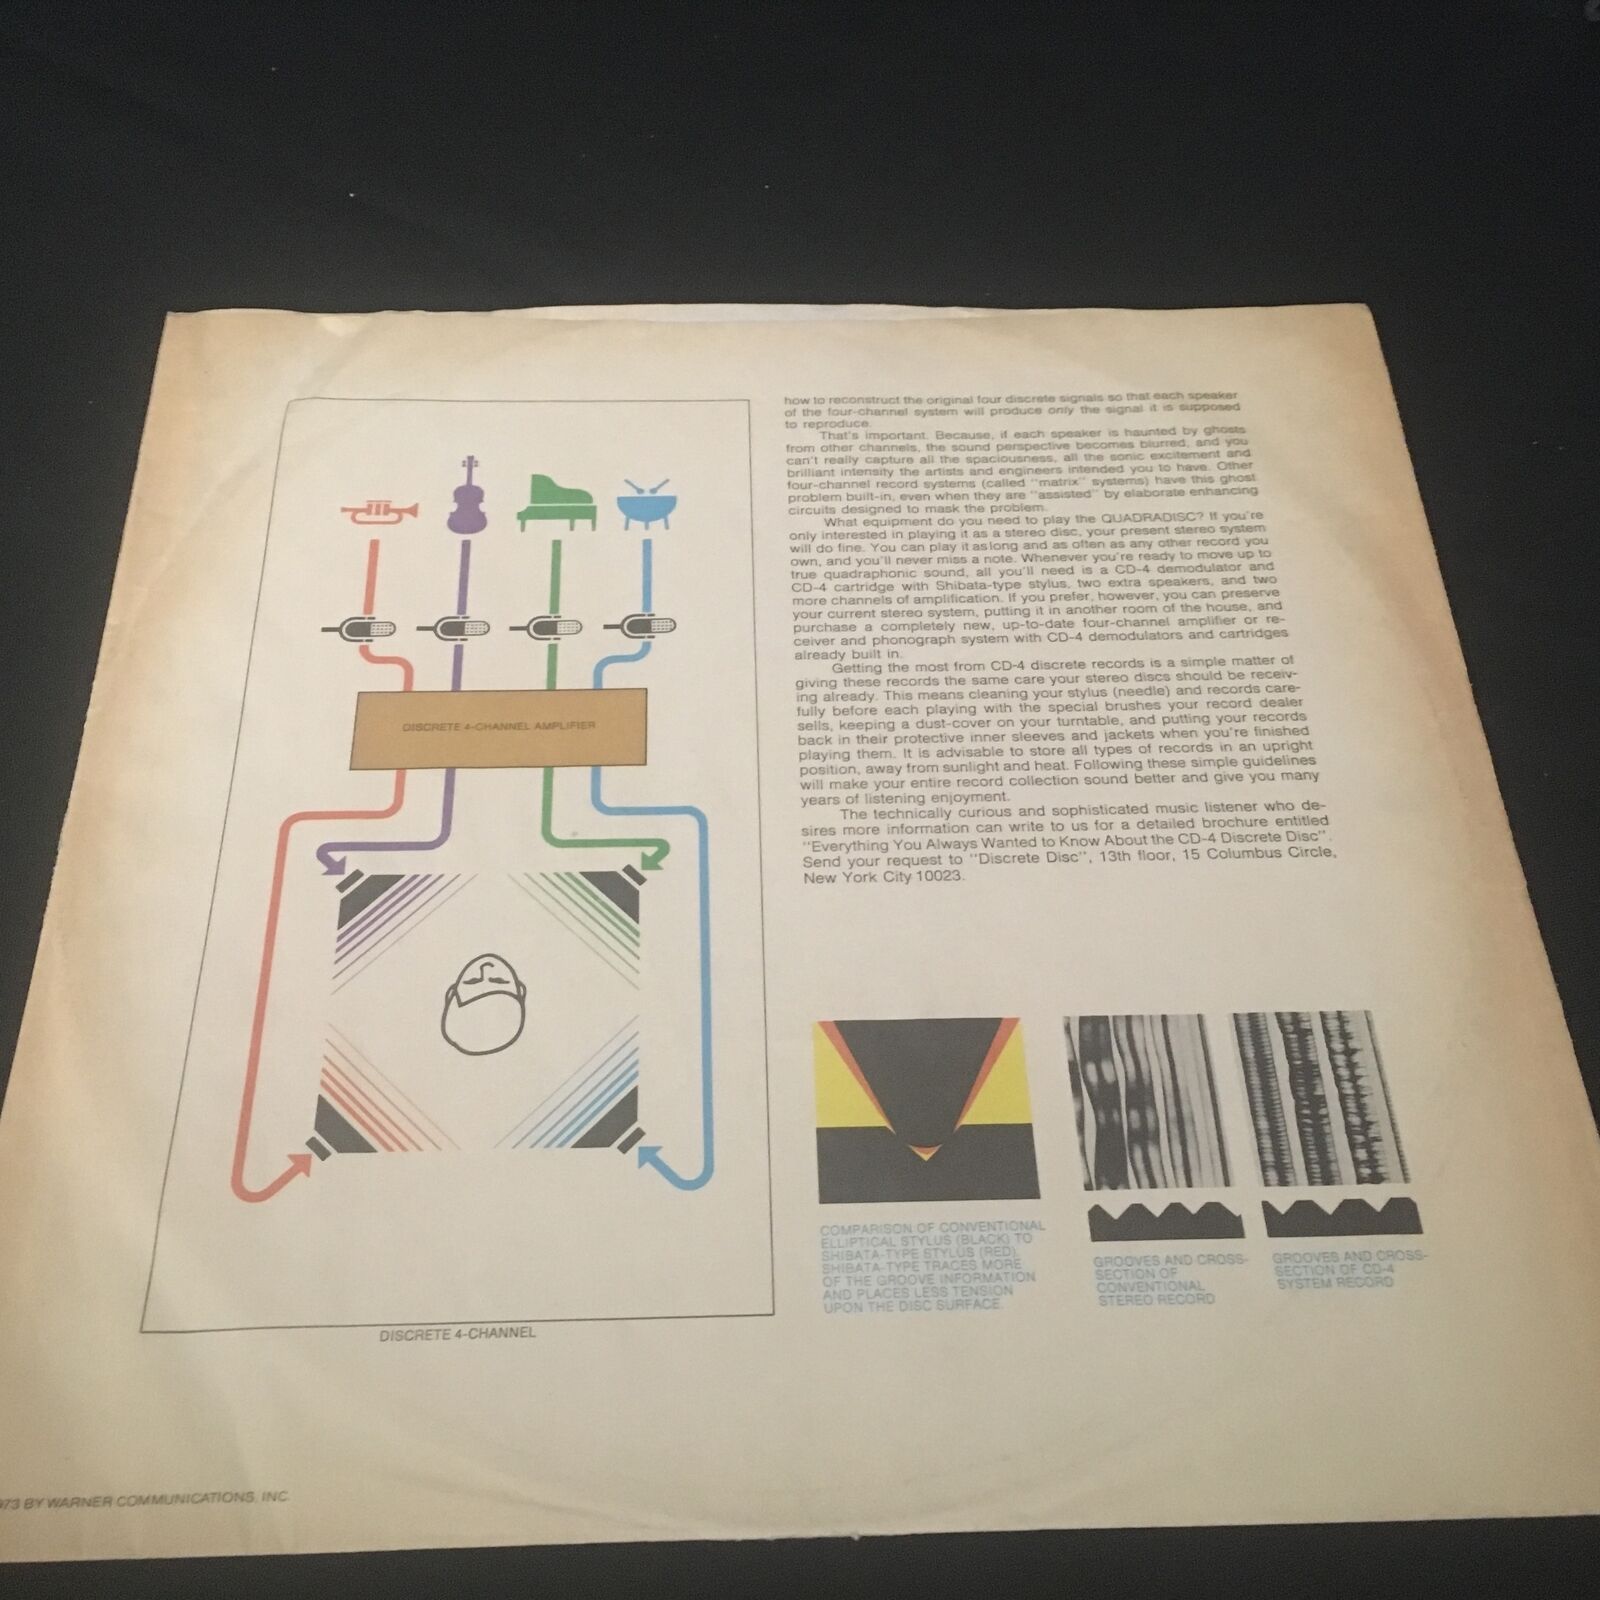 how to reconstruct the original four discrete signals so that each speaker
of the four-channel system will produce only the signal it is supposed
to reproduce.
That's important. Because, if each speaker is haunted by ghosts
from other channels, the sound perspective becomes blurred, and you
can't really capture all the spaciousness, all the sonic excitement and
brilliant intensity the artists and engineers intended you to have. Other
four-channel record systems (called "matrix" systems) have this ghost
problem built-in, even when they are "assisted" by elaborate enhancing
circuits designed to mask the problem.
What equipment do you need to play the QUADRADISC? If you're
only interested in playing it as a stereo disc, your present stereo system
will do fine. You can play it as long and as often as any other record you
own, and you'll never miss a note. Whenever you're ready to move up to
true quadraphonic sound, all you'll need is a CD-4 demodulator and
CD-4 cartridge with Shibata-type stylus, two extra speakers, and two
more channels of amplification. If you prefer, however, you can preserve
your current stereo system, putting it in another room of the house, and
purchase a completely new, up-to-date four-channel amplifier or re-
ceiver and phonograph system with CD-4 demodulators and cartridges
already built in.
Getting the most from CD-4 discrete records is a simple matter of
giving these records the same care your stereo discs should be receiv-
ing already. This means cleaning your stylus (needle) and records care-
fully before each playing with the special brushes your record dealer
sells, keeping a dust-cover on your turntable, and putting your records
back in their protective inner sleeves and jackets when you're finished
playing them. It is advisable to store all types of records in an upright
position, away from sunlight and heat. Following these simple guidelines
will make your entire record collection sound better and give you many
years of listening enjoyment.
The technically curious and sophisticated music listener who de-
sires more information can write to us for a detailed brochure entitled
"Everything You Always Wanted to Know About the CD-4 Discrete Disc".
Send your request to "Discrete Disc", 13th floor, 15 Columbus Circle,
New York City 10023.
DISCRETE 4-CHANNEL AMPLIFIER
DISCRETE 4-CHANNEL
COMPARISON OF CONVENTIONAL
ELLIPTICAL STYLUS (BLACK) TO
SHIBATA-TYPE STYLUS (RED).
SHIBATA-TYPE TRACES MORE
OF THE GROOVE INFORMATION
AND PLACES LESS TENSION
UPON THE DISC SURFACE.
GROOVES AND CROSS-
SECTION OF
CONVENTIONAL
STEREO RECORD
GROOVES AND CROSS-
SECTION OF CD-4
SYSTEM RECORD
973 BY WARNER COMMUNICATIONS, INC.